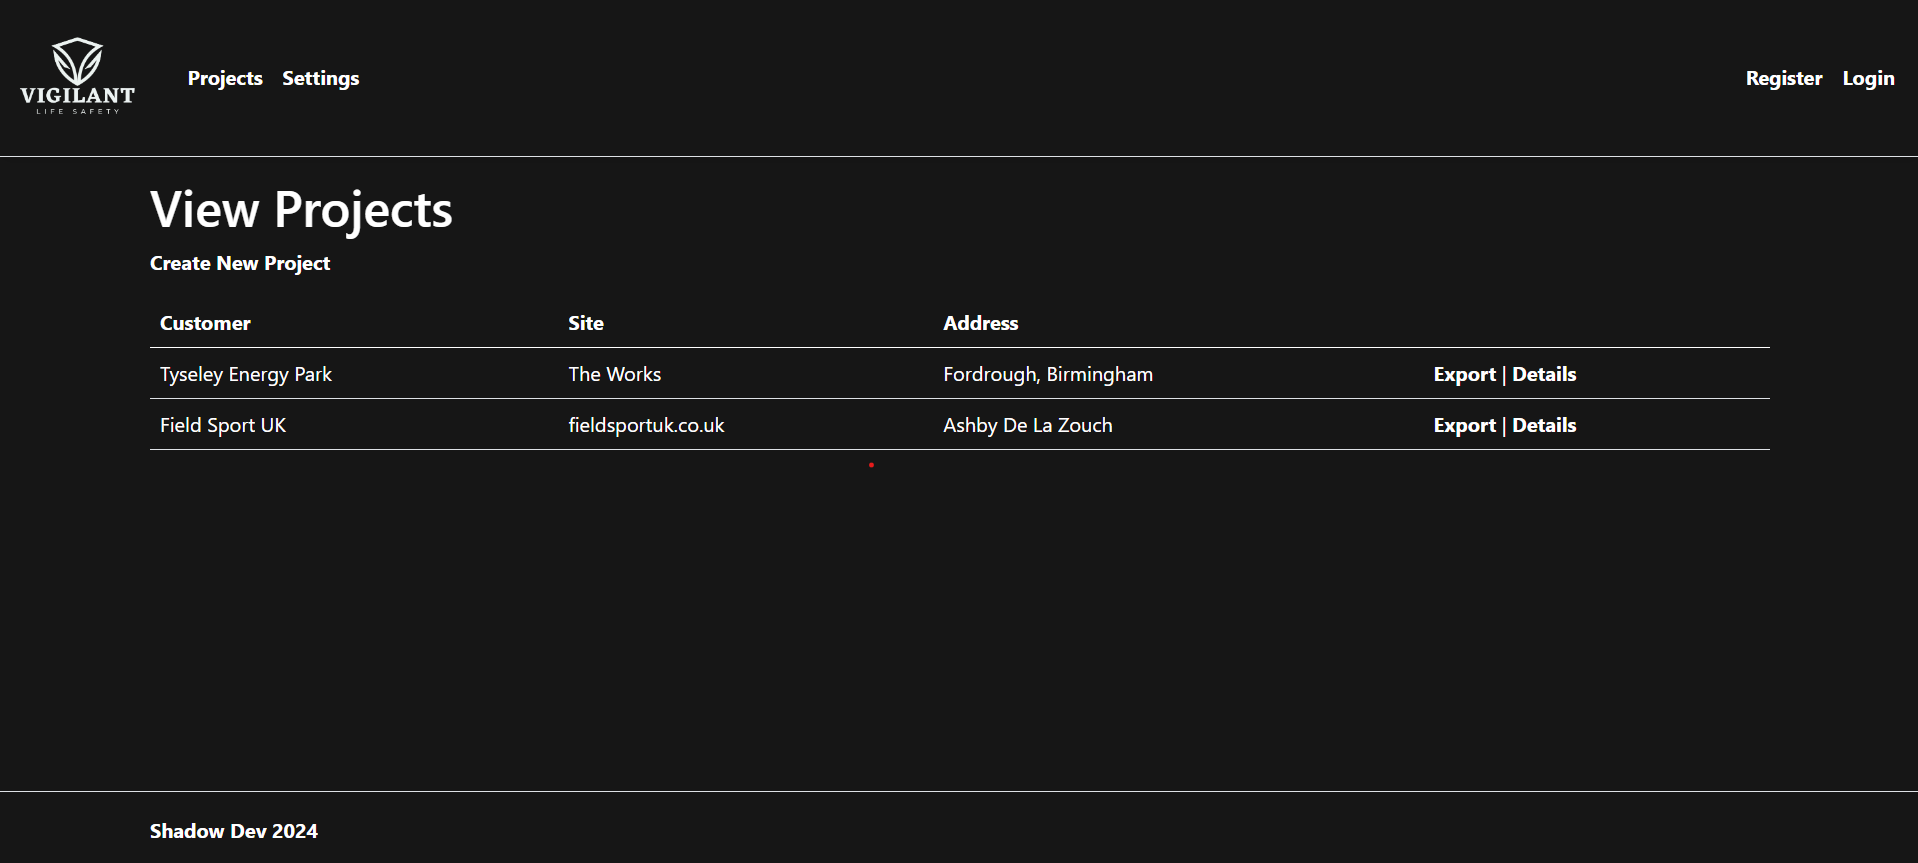 VIGILANT
LIFE SAFETY
Projects Settings
Register Login
View Projects
Create New Project
Customer Site Address
Tyseley Energy Park The Works Fordrough, Birmingham Export | Details
Field Sport UK fieldsportuk.co.uk Ashby De La Zouch Export | Details
Shadow Dev 2024